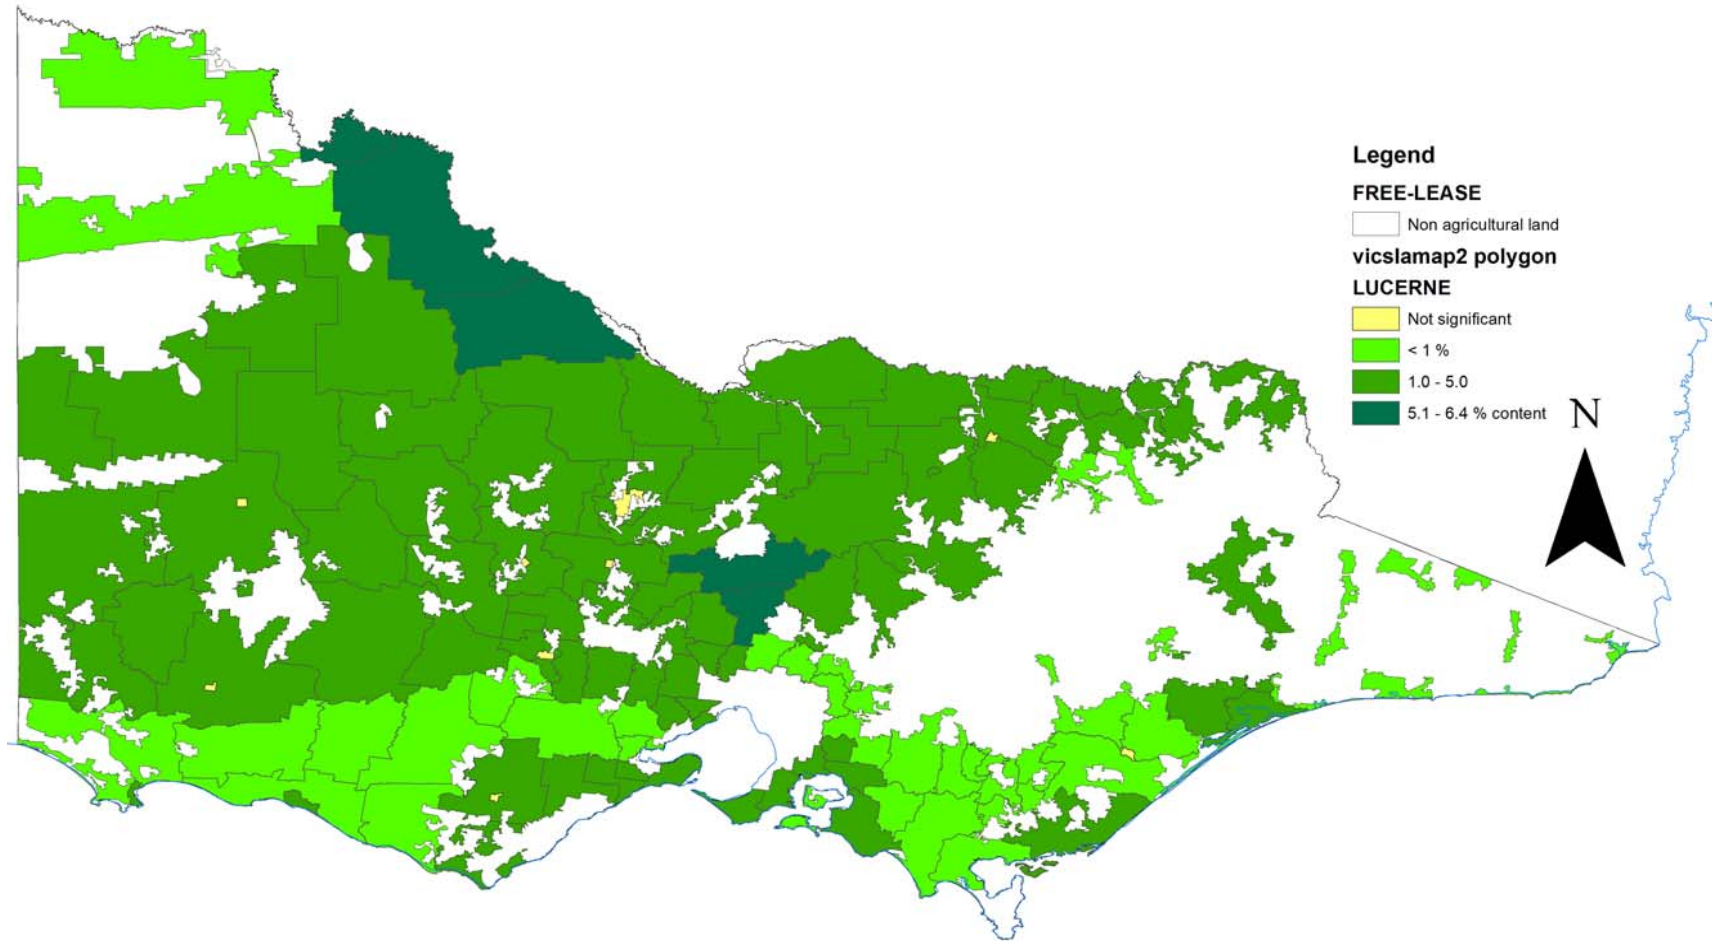 Legend
FREE-LEASE
Non agricultural land
vicslamap2 polygon
LUCERNE
Not significant
< 1 %
1.0 - 5.0
5.1 - 6.4 % content
N